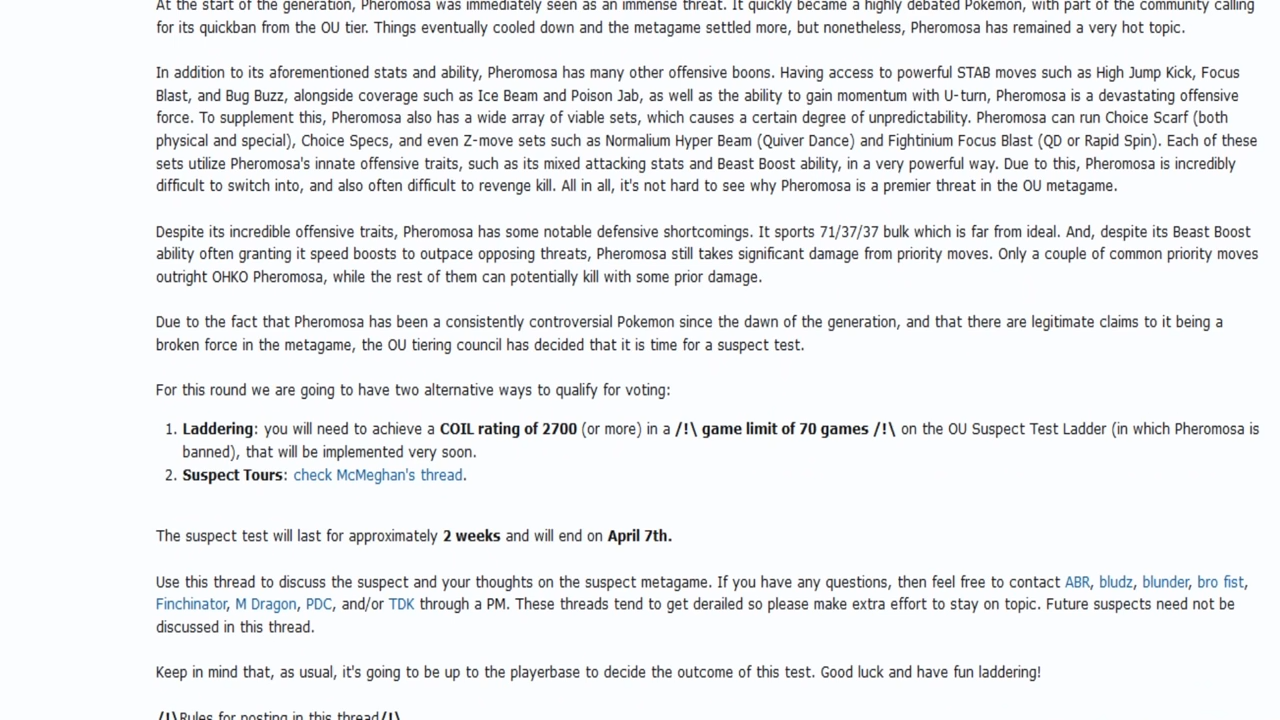 At the start of the generation, Pheromosa was immediately seen as an immense threat. It quickly became a highly debated Pokemon, with part of the community calling
for its quickban from the OU tier. Things eventually cooled down and the metagame settled more, but nonetheless, Pheromosa has remained a very hot topic.
In addition to its aforementioned stats and ability, Pheromosa has many other offensive boons. Having access to powerful STAB moves such as High Jump Kick, Focus
Blast, and Bug Buzz, alongside coverage such as Ice Beam and Poison Jab, as well as the ability to gain momentum with U-turn, Pheromosa is a devastating offensive
force. To supplement this, Pheromosa also has a wide array of viable sets, which causes a certain degree of unpredictability. Pheromosa can run Choice Scarf (both
physical and special), Choice Specs, and even Z-move sets such as Normalium Hyper Beam (Quiver Dance) and Fightinium Focus Blast (QD or Rapid Spin). Each of these
sets utilize Pheromosa's innate offensive traits, such as its mixed attacking stats and Beast Boost ability, in a very powerful way. Due to this, Pheromosa is incredibly
difficult to switch into, and also often difficult to revenge kill. All in all, it's not hard to see why Pheromosa is a premier threat in the OU metagame.
Despite its incredible offensive traits, Pheromosa has some notable defensive shortcomings. It sports 71/37/37 bulk which is far from ideal. And, despite its Beast Boost
ability often granting it speed boosts to outpace opposing threats, Pheromosa still takes significant damage from priority moves. Only a couple of common priority moves
outright OHKO Pheromosa, while the rest of them can potentially kill with some prior damage.
Due to the fact that Pheromosa has been a consistently controversial Pokemon since the dawn of the generation, and that there are legitimate claims to it being a
broken force in the metagame, the OU tiering council has decided that it is time for a suspect test.
For this round we are going to have two alternative ways to qualify for voting:
1. Laddering: you will need to achieve a COIL rating of 2700 (or more) in a /!\ game limit of 70 games /!\ on the OU Suspect Test Ladder (in which Pheromosa is
banned), that will be implemented very soon.
2. Suspect Tours: check McMeghan's thread.
The suspect test will last for approximately 2 weeks and will end on April 7th.
Use this thread to discuss the suspect and your thoughts on the suspect metagame. If you have any questions, then feel free to contact ABR, bludz, blunder, bro fist,
Finchinator, M Dragon, PDC, and/or TDK through a PM. These threads tend to get derailed so please make extra effort to stay on topic. Future suspects need not be
discussed in this thread.
Keep in mind that, as usual, it's going to be up to the playerbase to decide the outcome of this test. Good luck and have fun laddering!
/!\Rules for posting in this thread/!\